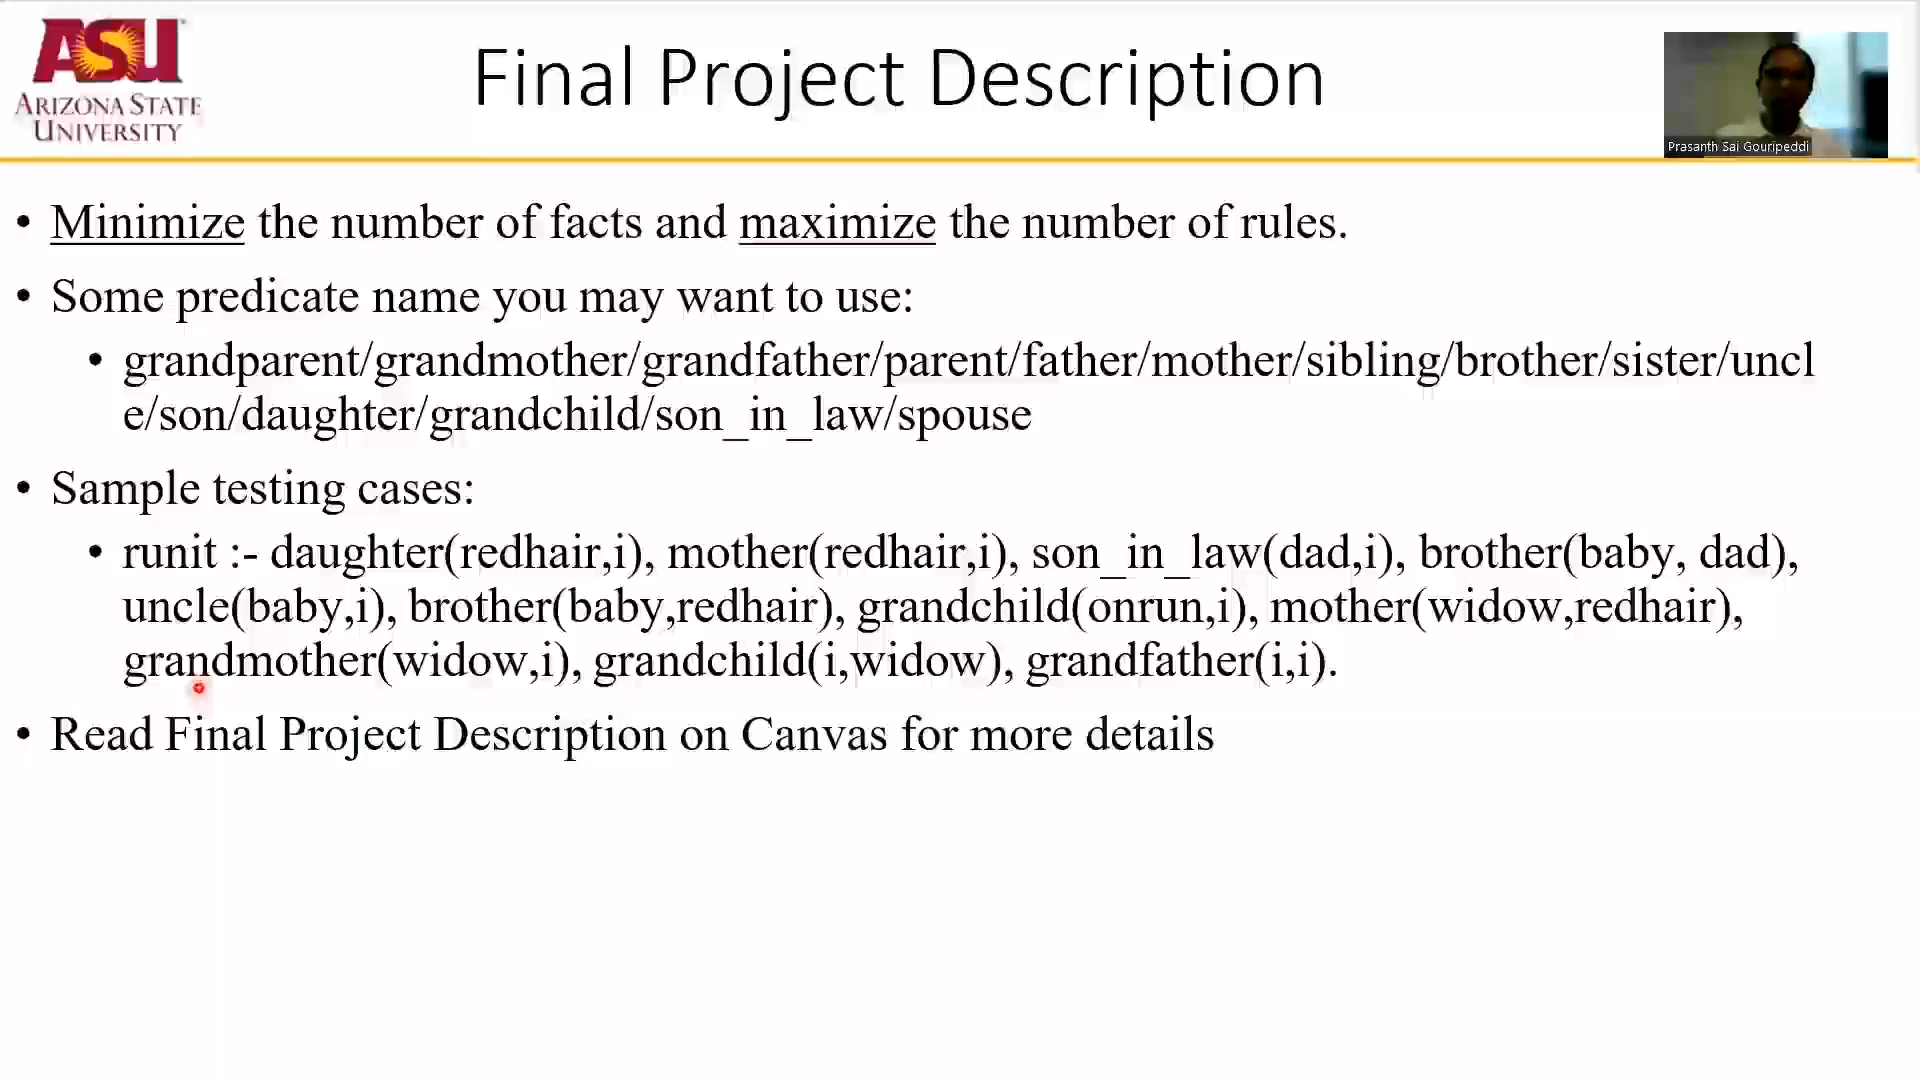 ASU
ARIZONA STATE
UNIVERSITY
Final Project Description
Prasanth Sai Gouripeddi
• Minimize the number of facts and maximize the number of rules.
• Some predicate name you may want to use:
• grandparent/grandmother/grandfather/parent/father/mother/sibling/brother/sister/uncl
e/son/daughter/grandchild/son_in_law/spouse
• Sample testing cases:
• runit :- daughter(redhair,i), mother(redhair,i), son_in_law(dad,i), brother(baby, dad),
uncle(baby,i), brother(baby,redhair), grandchild(onrun,i), mother(widow,redhair),
grandmother(widow,i), grandchild(i,widow), grandfather(i,i).
• Read Final Project Description on Canvas for more details